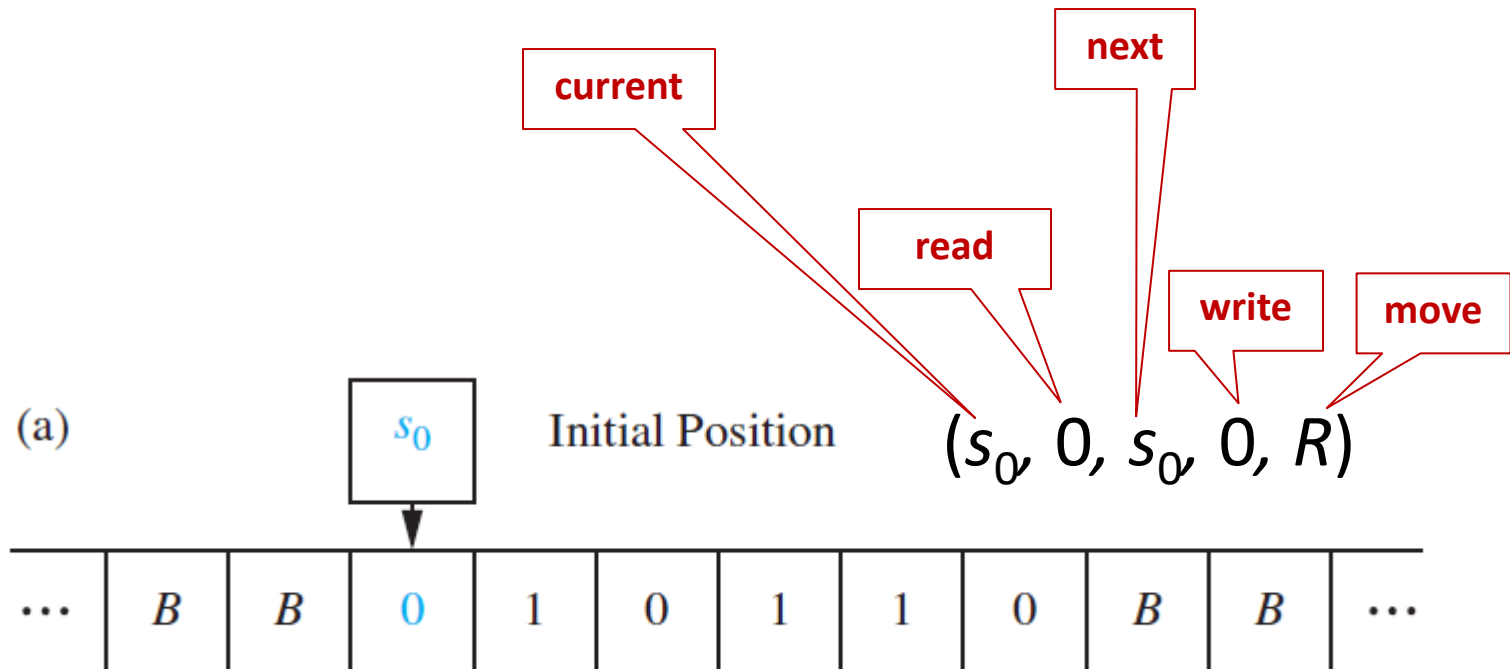 next
current
read
write
move
(a) s₀ Initial Position (s₀, 0, s₀, 0, R)
... B B 0 1 0 1 1 0 B B ...